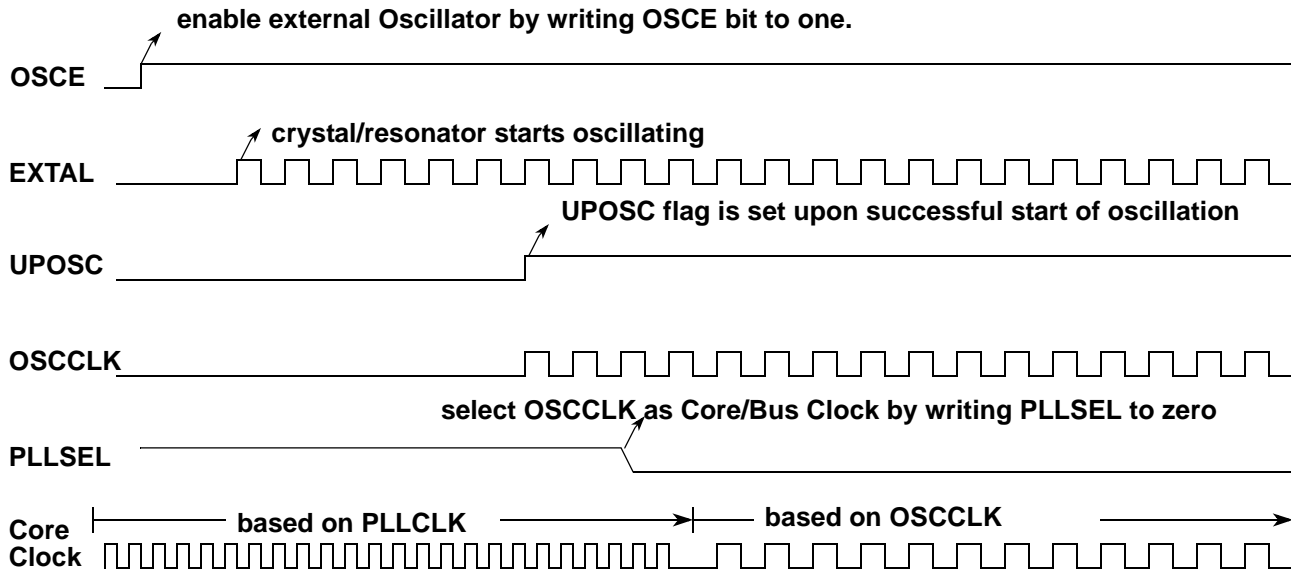 enable external Oscillator by writing OSCE bit to one.
OSCE
crystal/resonator starts oscillating
EXTAL
UPOSC flag is set upon successful start of oscillation
UPOSC
OSCCLK
select OSCCLK as Core/Bus Clock by writing PLLSEL to zero
PLLSEL
based on PLLCLK
based on OSCCLK
Core
Clock